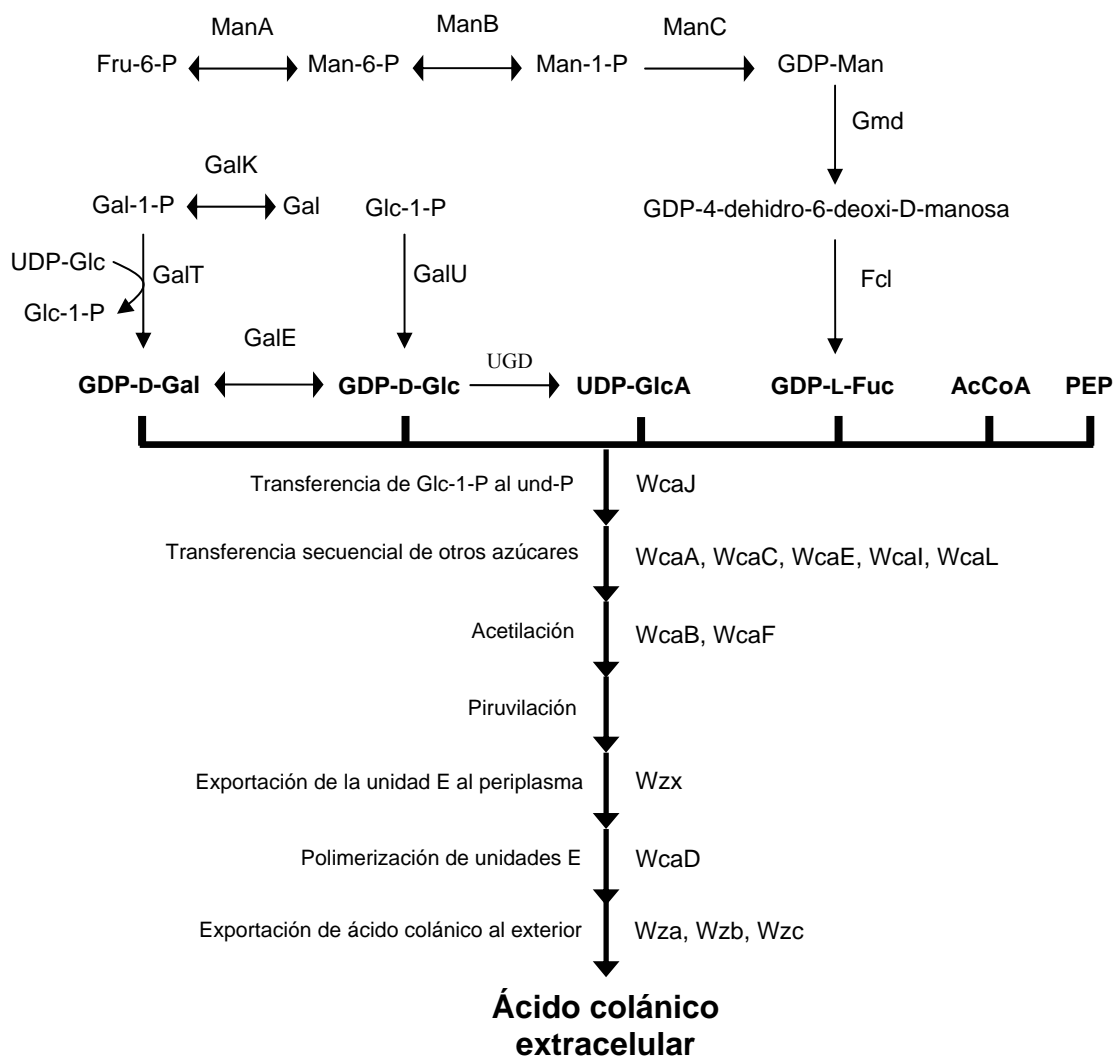 ManA ManB ManC
Fru-6-P Man-6-P Man-1-P GDP-Man
Gmd
GalK
Gal-1-P Gal Glc-1-P GDP-4-dehidro-6-deoxi-D-manosa
UDP-Glc GalT GalU Fcl
Glc-1-P
GalE UGD
GDP-D-Gal GDP-D-Glc UDP-GlcA GDP-L-Fuc AcCoA PEP
Transferencia de Glc-1-P al und-P WcaJ
Transferencia secuencial de otros azúcares WcaA, WcaC, WcaE, WcaI, WcaL
Acetilación WcaB, WcaF
Piruvilación
Exportación de la unidad E al periplasma Wzx
Polimerización de unidades E WcaD
Exportación de ácido colánico al exterior Wza, Wzb, Wzc
Ácido colánico
extracelular